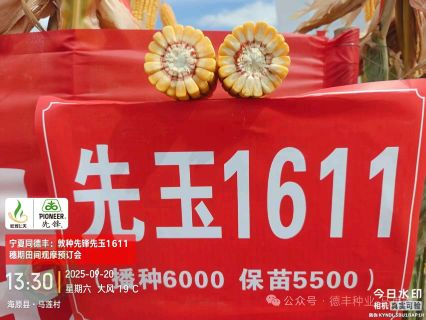 先玉1611
播种6000 保苗5500）
PIONEER
先锋
宁夏同德丰：敦种先锋先玉1611
穗期田间观摩预订会
13:30
2025-09-20
星期六 大风 19℃
海原县·马莲村
公众号·德丰种业
今日水印
相机